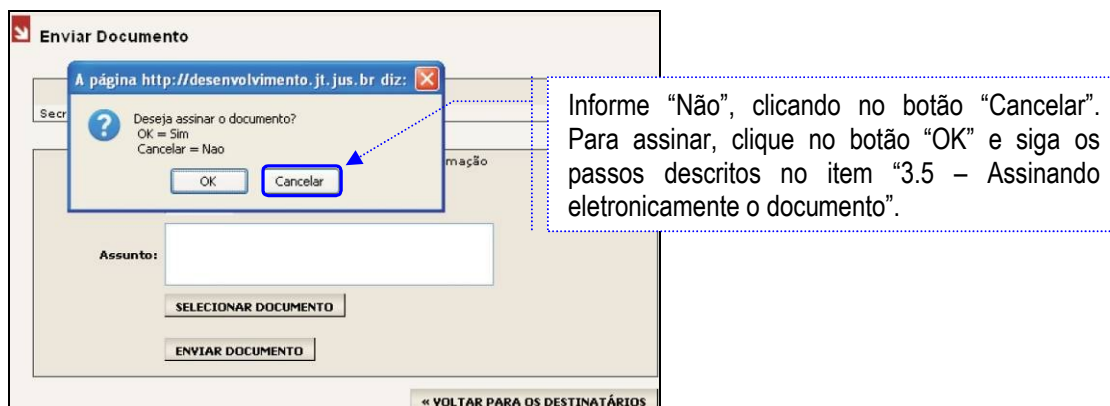 Enviar Documento
A página http://desenvolvimento.jt.jus.br diz:
Secr
Deseja assinar o documento?
OK = Sim
Cancelar = Nao
mação
OK
Cancelar
Assunto:
SELECIONAR DOCUMENTO
ENVIAR DOCUMENTO
« VOLTAR PARA OS DESTINATÁRIOS
Informe “Não”, clicando no botão “Cancelar”.
Para assinar, clique no botão “OK” e siga os
passos descritos no item “3.5 – Assinando
eletronicamente o documento”.